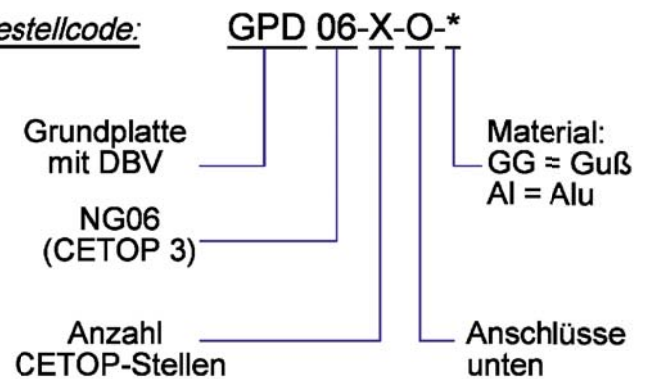 estellcode: GPD 06-X-O-*
Grundplatte
mit DBV
Material:
GG = Guß
Al = Alu
NG06
(CETOP 3)
Anzahl
CETOP-Stellen
Anschlüsse
unten